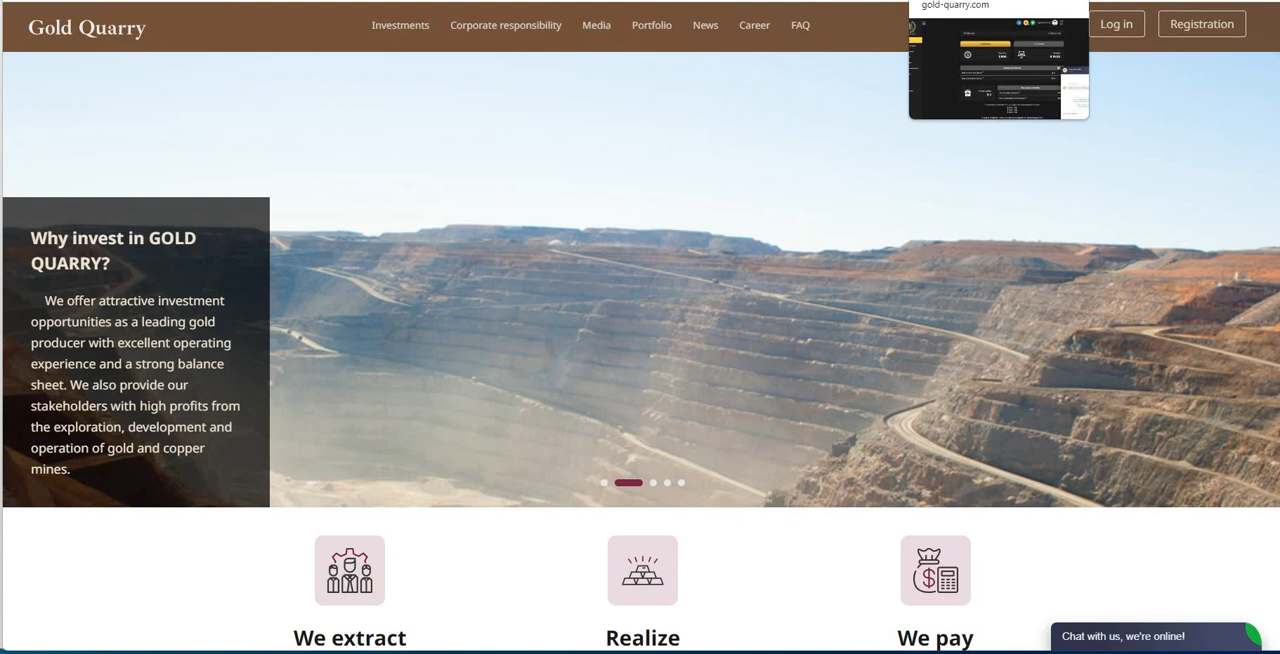 gold-quarry.com
Gold Quarry
Investments Corporate responsibility Media Portfolio News Career FAQ
Log in Registration
Why invest in GOLD
QUARRY?
We offer attractive investment
opportunities as a leading gold
producer with excellent operating
experience and a strong balance
sheet. We also provide our
stakeholders with high profits from
the exploration, development and
operation of gold and copper
mines.
We extract Realize We pay
Chat with us, we're online!